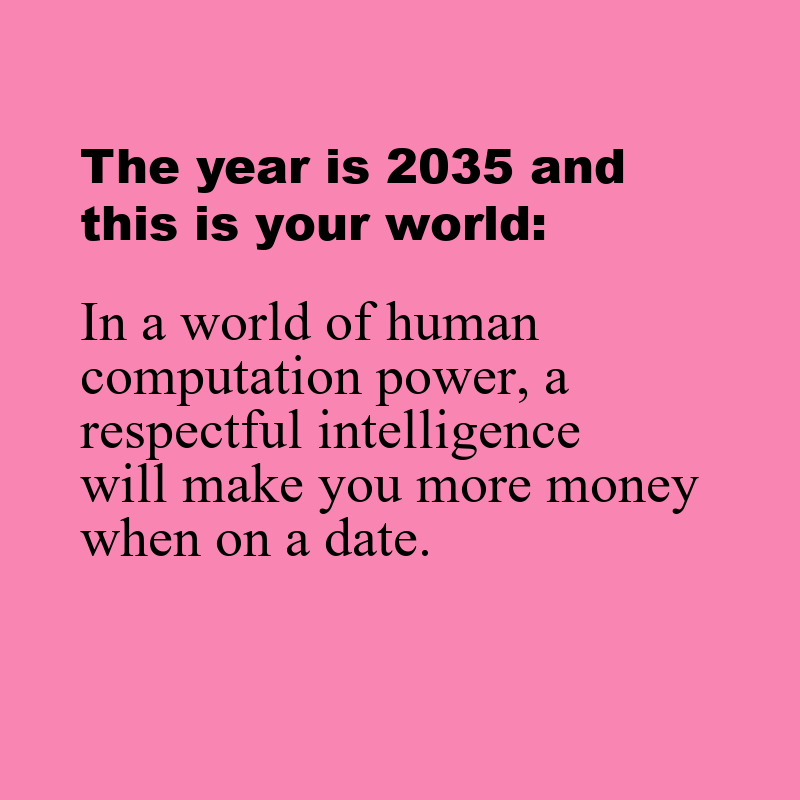 The year is 2035 and
this is your world:
In a world of human
computation power, a
respectful intelligence
will make you more money
when on a date.